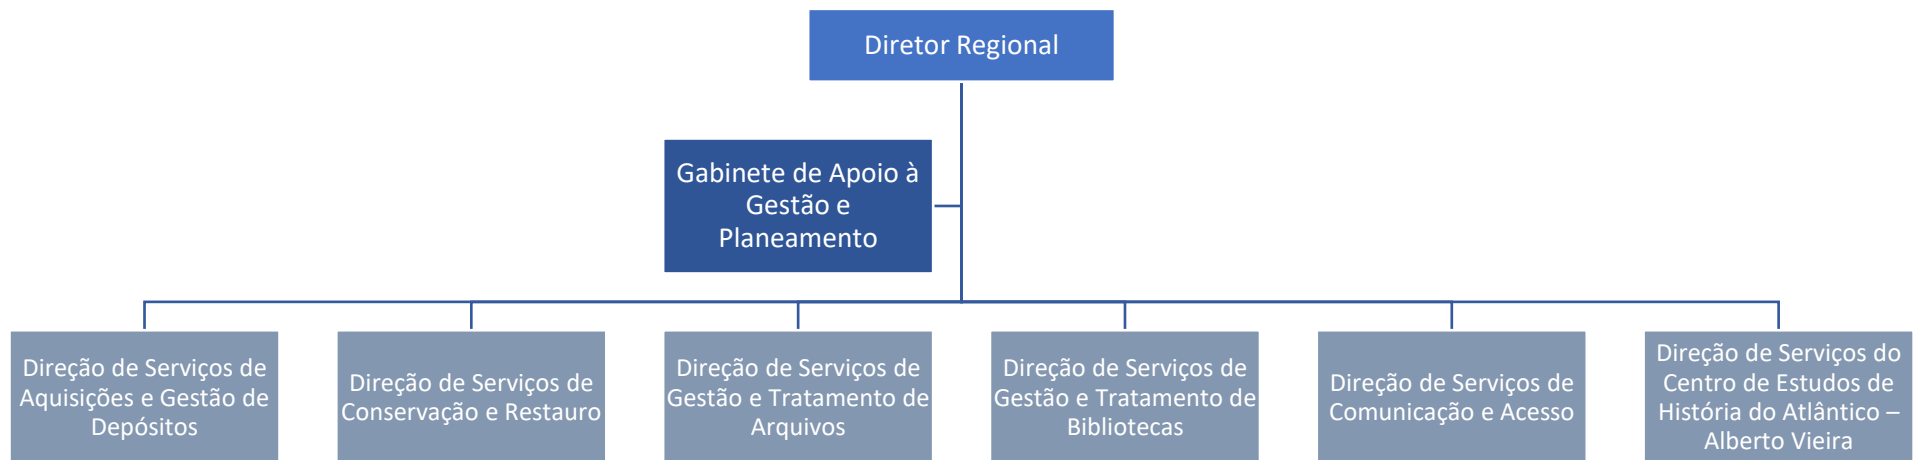 Diretor Regional
Gabinete de Apoio à
Gestão e
Planeamento
Direção de Serviços de
Aquisições e Gestão de
Depósitos
Direção de Serviços de
Conservação e Restauro
Direção de Serviços de
Gestão e Tratamento de
Arquivos
Direção de Serviços de
Gestão e Tratamento de
Bibliotecas
Direção de Serviços de
Comunicação e Acesso
Direção de Serviços do
Centro de Estudos de
História do Atlântico –
Alberto Vieira